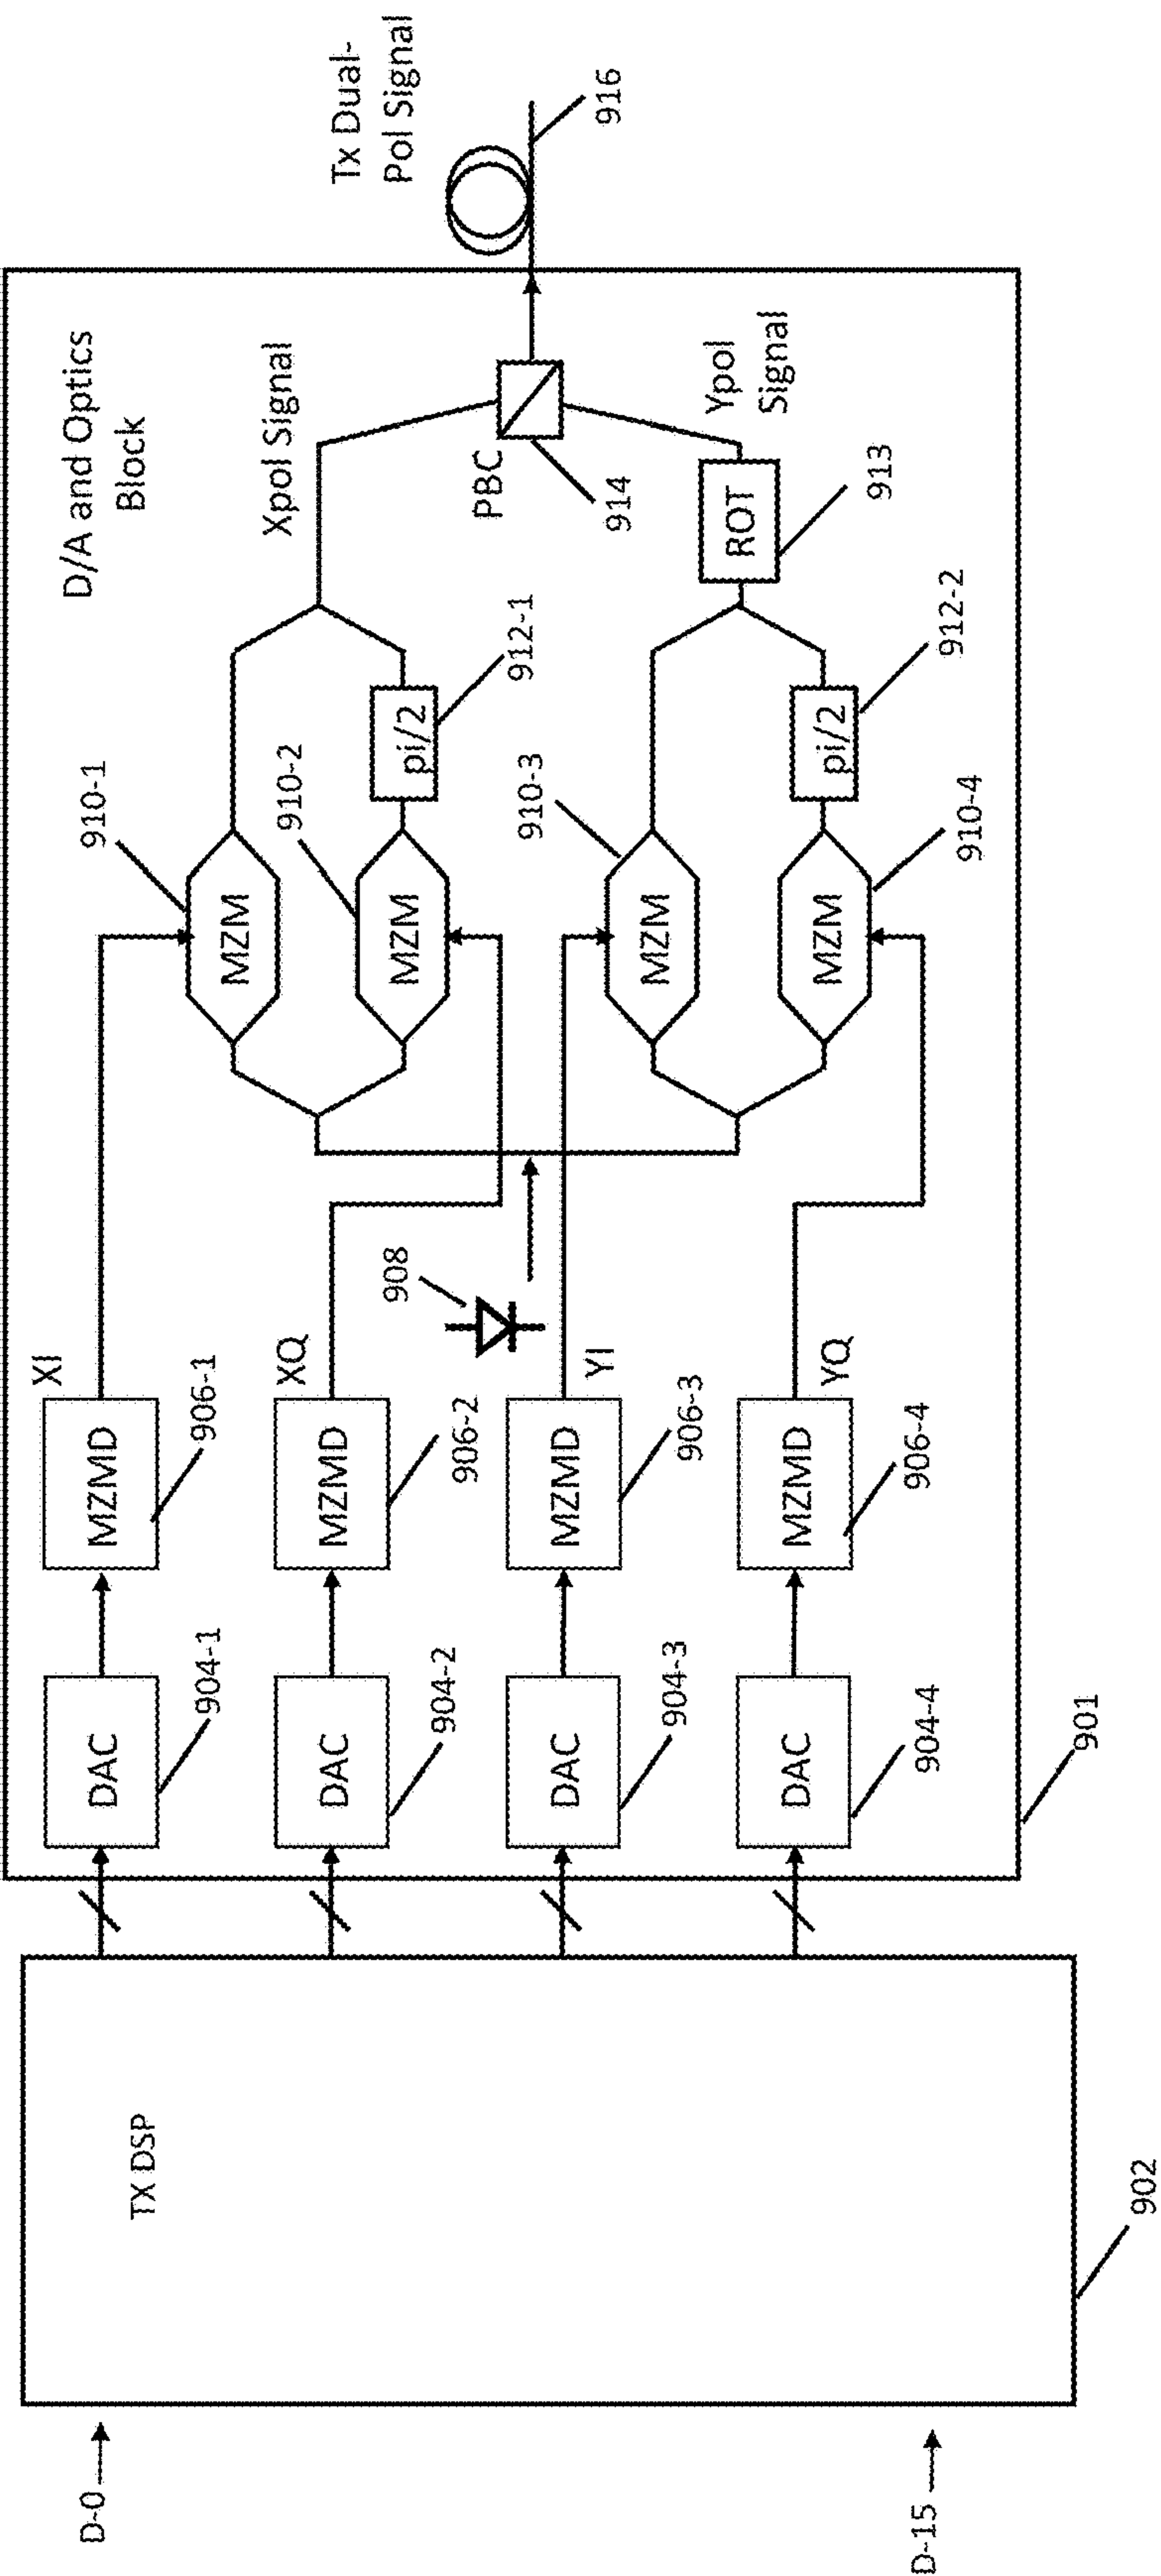 D-0
D-15
TX DSP
902
901
D/A and Optics
Block
DAC
904-1
DAC
904-2
DAC
904-3
DAC
904-4
MZMD
906-1
XI
MZMD
906-2
XQ
MZMD
906-3
YI
MZMD
906-4
YQ
908
MZM
910-1
MZM
910-2
MZM
910-3
MZM
910-4
pi/2
912-1
pi/2
912-2
ROT
913
Xpol Signal
Ypol
Signal
PBC
914
Tx Dual-
Pol Signal
916